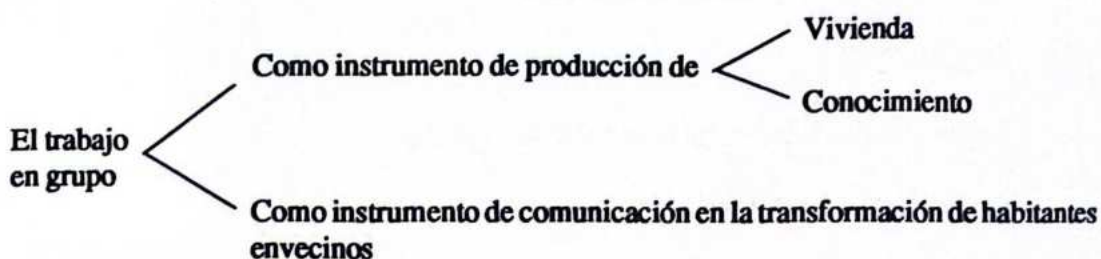 Vivienda
Como instrumento de producción de
Conocimiento
El trabajo
en grupo
Como instrumento de comunicación en la transformación de habitantes
envecinos